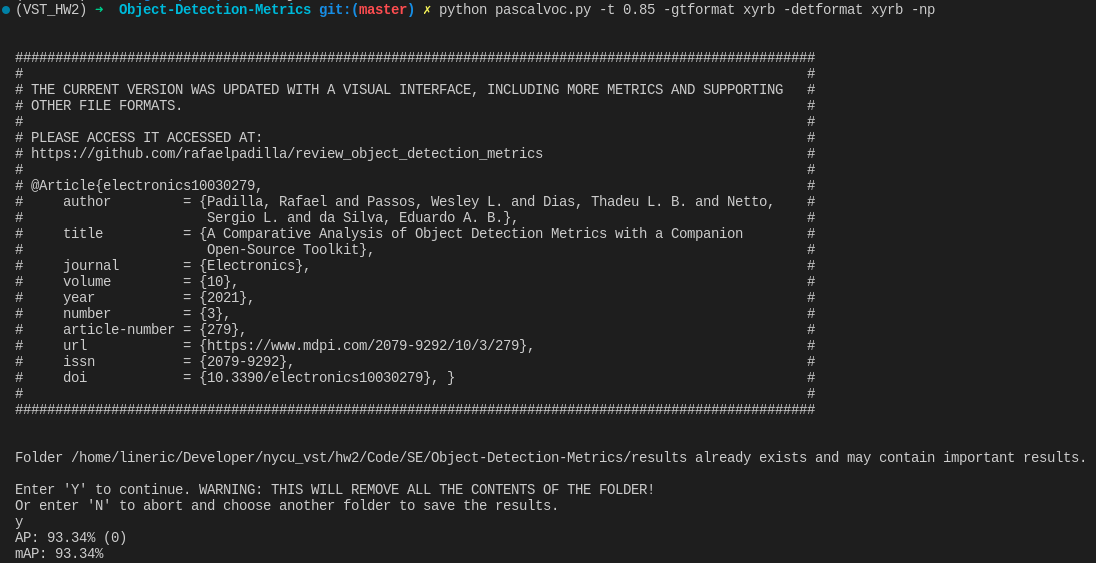 (VST_HW2) ➜  Object-Detection-Metrics git:(master) ✗ python pascalvoc.py -t 0.85 -gtformat xyrb -detformat xyrb -np
####################################################################################################
#                                                                                                  #
# THE CURRENT VERSION WAS UPDATED WITH A VISUAL INTERFACE, INCLUDING MORE METRICS AND SUPPORTING   #
# OTHER FILE FORMATS.                                                                              #
#                                                                                                  #
# PLEASE ACCESS IT ACCESSED AT:                                                                    #
# https://github.com/rafaelpadilla/review_object_detection_metrics                                 #
#                                                                                                  #
# @Article{electronics10030279,                                                                    #
#     author         = {Padilla, Rafael and Passos, Wesley L. and Dias, Thadeu L. B. and Netto,    #
#                       Sergio L. and da Silva, Eduardo A. B.},                                    #
#     title          = {A Comparative Analysis of Object Detection Metrics with a Companion        #
#                       Open-Source Toolkit},                                                      #
#     journal        = {Electronics},                                                              #
#     volume         = {10},                                                                       #
#     year           = {2021},                                                                     #
#     number         = {3},                                                                        #
#     article-number = {279},                                                                      #
#     url            = {https://www.mdpi.com/2079-9292/10/3/279},                                  #
#     issn           = {2079-9292},                                                                #
#     doi            = {10.3390/electronics10030279}, }                                            #
#                                                                                                  #
####################################################################################################
Folder /home/lineric/Developer/nycu_vst/hw2/Code/SE/Object-Detection-Metrics/results already exists and may contain important results.
Enter 'Y' to continue. WARNING: THIS WILL REMOVE ALL THE CONTENTS OF THE FOLDER!
Or enter 'N' to abort and choose another folder to save the results.
y
AP: 93.34% (0)
mAP: 93.34%